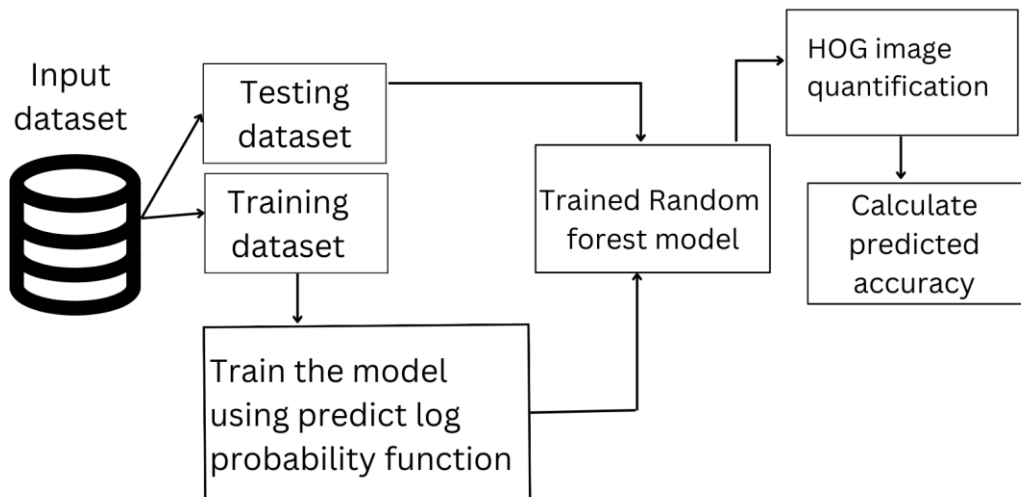 Input
dataset
Testing
dataset
Training
dataset
Train the model
using predict log
probability function
Trained Random
forest model
HOG image
quantification
Calculate
predicted
accuracy